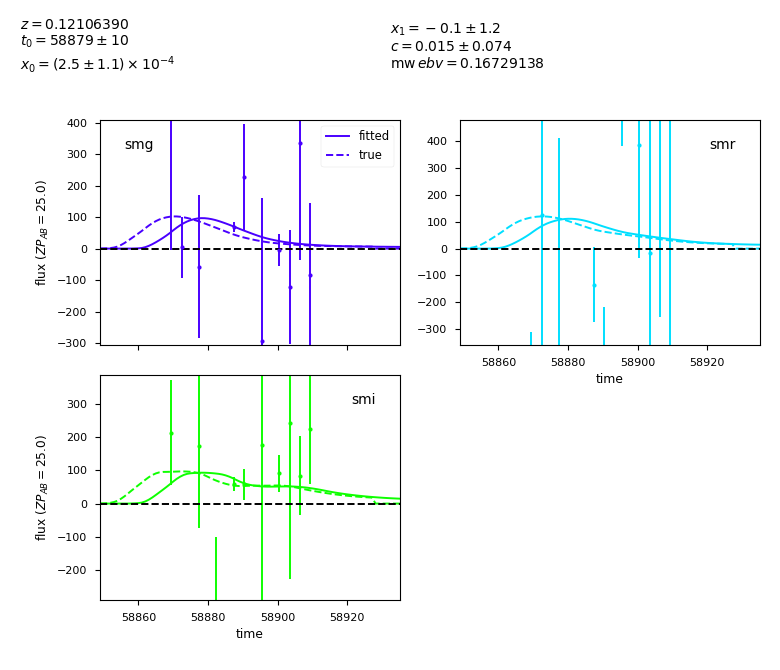 z = 0.12106390
t₀ = 58879 ± 10
x₀ = (2.5 ± 1.1) × 10⁻⁴
x₁ = −0.1 ± 1.2
c = 0.015 ± 0.074
mw ebv = 0.16729138
smg
fitted
true
400
300
200
100
0
−100
−200
−300
flux (ZP_AB = 25.0)
smr
400
300
200
100
0
−100
−200
−300
58860 58880 58900 58920
time
smi
300
200
100
0
−100
−200
flux (ZP_AB = 25.0)
58860 58880 58900 58920
time